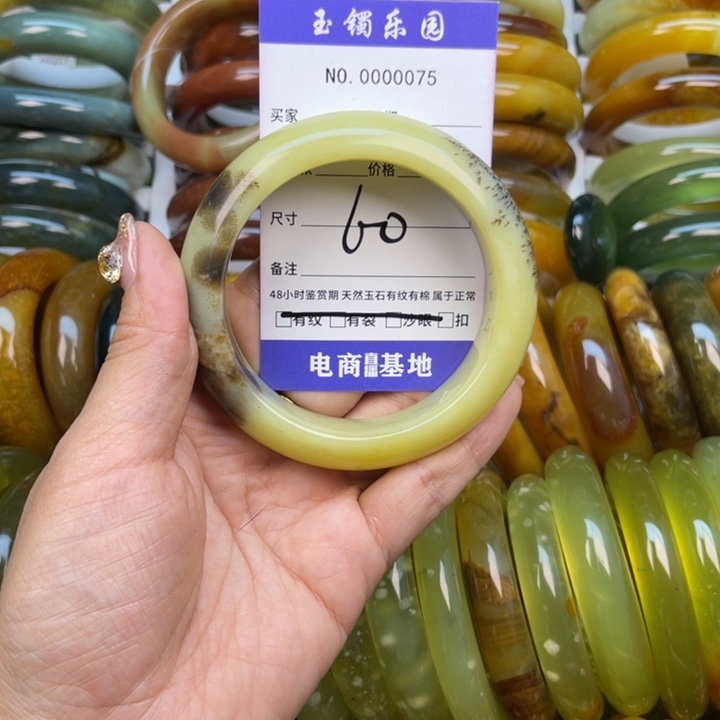 玉镯乐园
NO.0000075
买家
价格
尺寸 60
备注
48小时鉴赏期 天然玉石有纹有棉 属于正常
有纹 有裂 沙眼 扣
电商直播基地